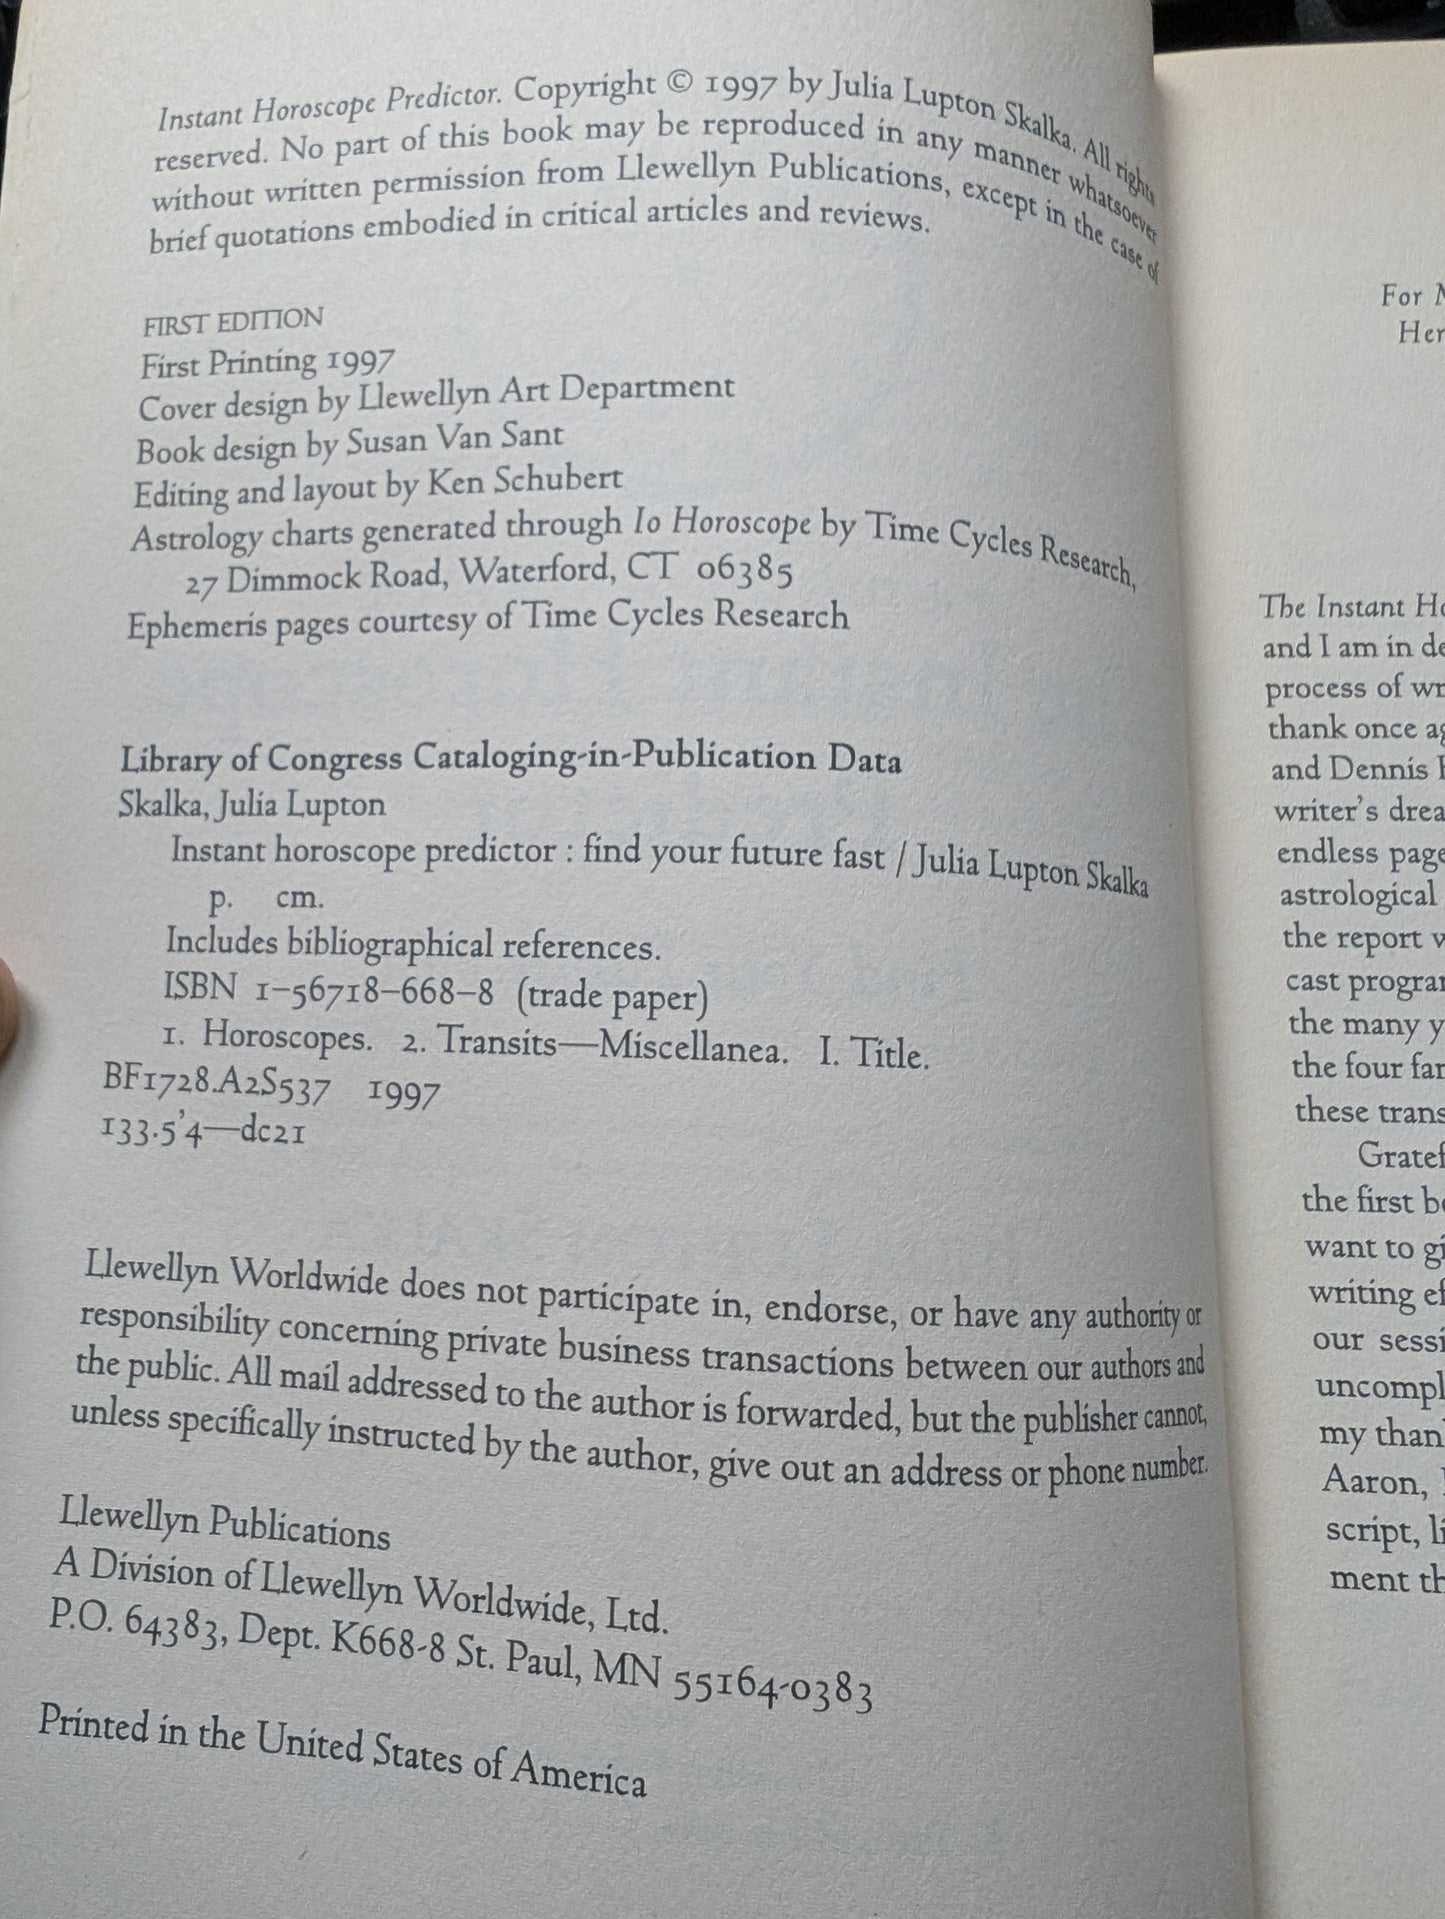 Instant Horoscope Predictor. Copyright © 1997 by Julia Lupton Skalka. All rights
reserved. No part of this book may be reproduced in any manner whatsoever
without written permission from Llewellyn Publications, except in the case of
brief quotations embodied in critical articles and reviews.
FIRST EDITION
First Printing 1997
Cover design by Llewellyn Art Department
Book design by Susan Van Sant
Editing and layout by Ken Schubert
Astrology charts generated through Io Horoscope by Time Cycles Research,
27 Dimmock Road, Waterford, CT 06385
Ephemeris pages courtesy of Time Cycles Research
Library of Congress Cataloging-in-Publication Data
Skalka, Julia Lupton
Instant horoscope predictor : find your future fast / Julia Lupton Skalka
p. cm.
Includes bibliographical references.
ISBN 1-56718-668-8 (trade paper)
1. Horoscopes. 2. Transits—Miscellanea. I. Title.
BF1728.A2S537 1997
133.5'4—dc21
Llewellyn Worldwide does not participate in, endorse, or have any authority or
responsibility concerning private business transactions between our authors and
the public. All mail addressed to the author is forwarded, but the publisher cannot,
unless specifically instructed by the author, give out an address or phone number.
Llewellyn Publications
A Division of Llewellyn Worldwide, Ltd.
P.O. 64383, Dept. K668-8 St. Paul, MN 55164-0383
Printed in the United States of America
For
Her
The Instant
and I am in
process of
thank once
and Dennis
writer's
endless
astrological
the report
cast
the many
the four
these
the first
want to
writing
our
my
Aaron,
script,
ment